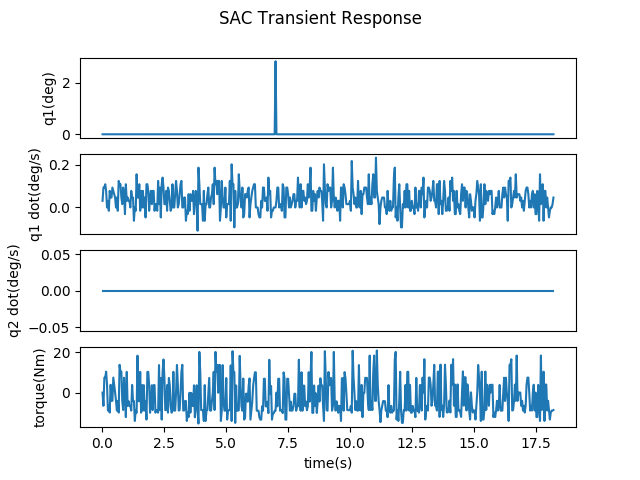 SAC Transient Response
q1(deg)
2
0
q1 dot(deg/s)
0.2
0.0
q2 dot(deg/s)
0.05
0.00
−0.05
torque(Nm)
20
0
0.0 2.5 5.0 7.5 10.0 12.5 15.0 17.5
time(s)